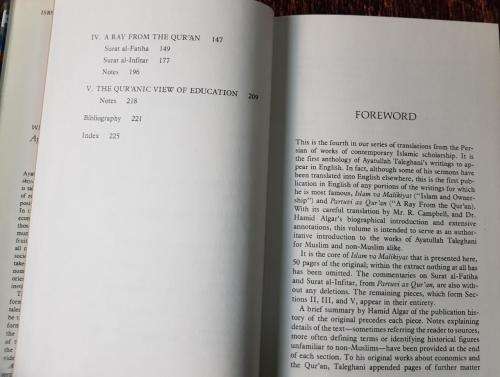 ISBN
IV. A RAY FROM THE QUR'AN 147
Surat al-Fatiha 149
Surat al-Infitar 177
Notes 196
V. THE QUR'ANIC VIEW OF EDUCATION 209
Notes 218
Bibliography 221
Index 225
FOREWORD
This is the fourth in our series of translations from the Per-
sian of works of contemporary Islamic scholarship. It is
the first anthology of Ayatullah Taleghani's writings to ap-
pear in English. In fact, although some of his sermons have
been translated into English elsewhere, this is the first pub-
lication in English of any portions of the writings for which
he is most famous, Islam va Malikiyat ("Islam and Owner-
ship") and Partuvi as Qur'an ("A Ray From the Qur'an).
With its careful translation by Mr. R. Campbell, and Dr.
Hamid Algar's biographical introduction and extensive
annotations, this volume is intended to serve as an author-
itative introduction to the works of Ayatullah Taleghani
for Muslim and non-Muslim alike.
It is the core of Islam va Malikiyat that is presented here,
50 pages of the original; within the extract nothing at all has
has been omitted. The commentaries on Surat al-Fatiha
and Surat al-Infitar, from Partuvi as Qur'an, are also with-
out any deletions. The remaining pieces, which form Sec-
tions II, III, and V, appear in their entirety.
A brief summary by Hamid Algar of the publication his-
tory of the original precedes each piece. Notes explaining
details of the text—sometimes referring the reader to sources,
more often defining terms or identifying historical figures
unfamiliar to non-Muslims—have been provided at the end
of each section. To his original works about economics and
the Qur'an, Taleghani appended pages of further matter